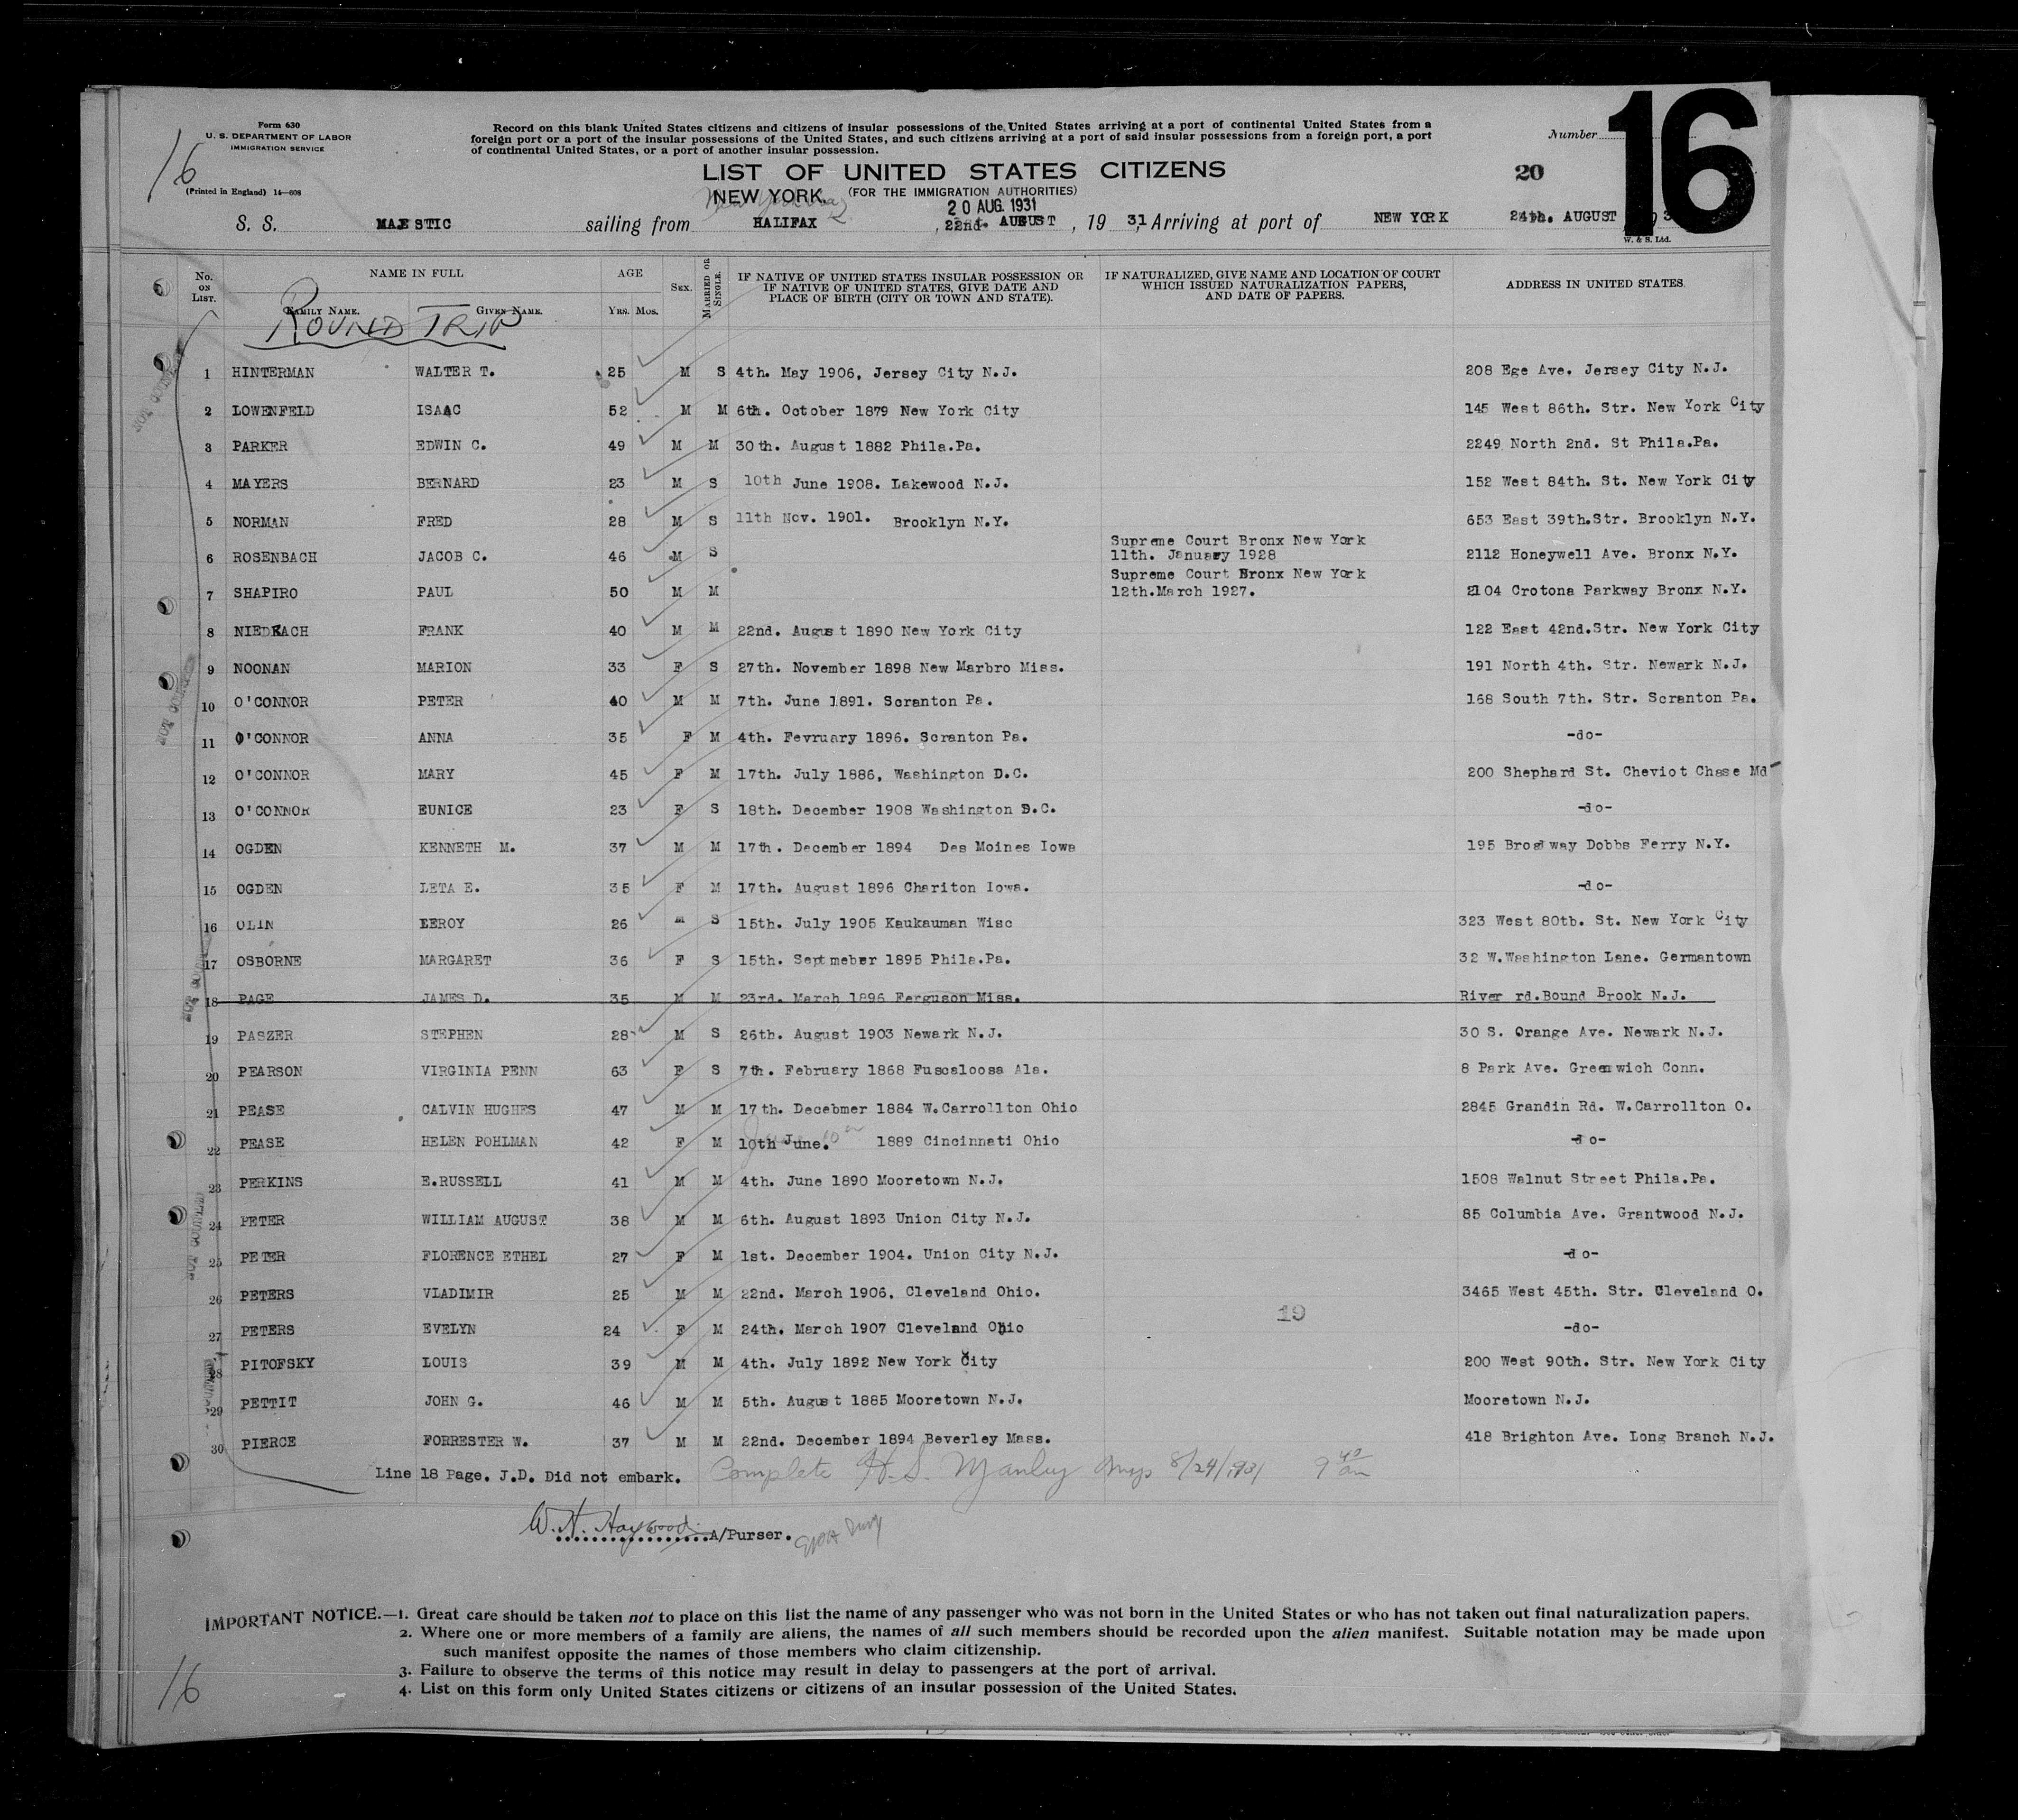 Form 630
U. S. DEPARTMENT OF LABOR
IMMIGRATION SERVICE
(Printed in England) 14—608
16
Record on this blank United States citizens and citizens of insular possessions of the United States arriving at a port of continental United States from a
foreign port or a port of the insular possessions of the United States, and such citizens arriving at a port of said insular possessions from a foreign port, a port
of continental United States, or a port of another insular possession.
Number 16
LIST OF UNITED STATES CITIZENS
20
NEW YORK. (FOR THE IMMIGRATION AUTHORITIES)
20 AUG. 1931
S. S. MAJESTIC sailing from HALIFAX, 22nd. AUGUST, 19 31, Arriving at port of NEW YORK 24th. AUGUST
W. & S. Ltd.
No. ON LIST. NAME IN FULL AGE SEX. MARRIED OR SINGLE. IF NATIVE OF UNITED STATES INSULAR POSSESSION OR IF NATIVE OF UNITED STATES, GIVE DATE AND PLACE OF BIRTH (CITY OR TOWN AND STATE). IF NATURALIZED, GIVE NAME AND LOCATION OF COURT WHICH ISSUED NATURALIZATION PAPERS, AND DATE OF PAPERS. ADDRESS IN UNITED STATES
FAMILY NAME. GIVEN NAME. YRS. MOS.
ROUND TRIP
1 HINTERMAN WALTER T. 25 M S 4th. May 1906, Jersey City N.J. 208 Ege Ave. Jersey City N.J.
2 LOWENFELD ISAAC 52 M M 6th. October 1879 New York City 145 West 86th. Str. New York City
3 PARKER EDWIN C. 49 M M 30th. August 1882 Phila.Pa. 2249 North 2nd. St Phila.Pa.
4 MAYERS BERNARD 23 M S 10th June 1908. Lakewood N.J. 152 West 84th. St. New York City
5 NORMAN FRED 28 M S 11th Nov. 1901. Brooklyn N.Y. 653 East 39th.Str. Brooklyn N.Y.
6 ROSENBACH JACOB C. 46 M S Supreme Court Bronx New York 11th. January 1928 2112 Honeywell Ave. Bronx N.Y.
7 SHAPIRO PAUL 50 M M Supreme Court Bronx New York 12th.March 1927. 2104 Crotona Parkway Bronx N.Y.
8 NIEDKACH FRANK 40 M M 22nd. August 1890 New York City 122 East 42nd.Str. New York City
9 NOONAN MARION 33 F S 27th. November 1898 New Marbro Miss. 191 North 4th. Str. Newark N.J.
10 O'CONNOR PETER 40 M M 7th. June 1891. Scranton Pa. 168 South 7th. Str. Scranton Pa.
11 O'CONNOR ANNA 35 F M 4th. Fevruary 1896. Scranton Pa. -do-
12 O'CONNOR MARY 45 F M 17th. July 1886, Washington D.C. 200 Shephard St. Cheviot Chase Md
13 O'CONNOR EUNICE 23 F S 18th. December 1908 Washington D.C. -do-
14 OGDEN KENNETH M. 37 M M 17th. December 1894 Des Moines Iowa 195 Broadway Dobbs Ferry N.Y.
15 OGDEN LETA E. 35 F M 17th. August 1896 Chariton Iowa. -do-
16 OLIN LEROY 26 M S 15th. July 1905 Kaukauman Wisc 323 West 80tb. St. New York City
17 OSBORNE MARGARET 36 F S 15th. Septmeber 1895 Phila.Pa. 32 W.Washington Lane. Germantown
18 PAGE JAMES D. 35 M M 23rd. March 1896 Ferguson Miss. River rd.Bound Brook N.J.
19 PASZER STEPHEN 28 M S 26th. August 1903 Newark N.J. 30 S. Orange Ave. Newark N.J.
20 PEARSON VIRGINIA PENN 63 F S 7th. February 1868 Fuscaloosa Ala. 8 Park Ave. Greenwich Conn.
21 PEASE CALVIN HUGHES 47 M M 17th. Decebmer 1884 W.Carrollton Ohio 2845 Grandin Rd. W.Carrollton O.
22 PEASE HELEN POHLMAN 42 F M 10th June. 1889 Cincinnati Ohio -do-
23 PERKINS E.RUSSELL 41 M M 4th. June 1890 Mooretown N.J. 1508 Walnut Street Phila.Pa.
24 PETER WILLIAM AUGUST 38 M M 6th. August 1893 Union City N.J. 85 Columbia Ave. Grantwood N.J.
25 PETER FLORENCE ETHEL 27 F M 1st. December 1904. Union City N.J. -do-
26 PETERS VLADIMIR 25 M M 22nd. March 1906. Cleveland Ohio. 3465 West 45th. Str. Cleveland O.
27 PETERS EVELYN 24 F M 24th. March 1907 Cleveland Ohio 19 -do-
28 PITOFSKY LOUIS 39 M M 4th. July 1892 New York City 200 West 90th. Str. New York City
29 PETTIT JOHN G. 46 M M 5th. August 1885 Mooretown N.J. Mooretown N.J.
30 PIERCE FORRESTER W. 37 M M 22nd. December 1894 Beverley Mass. 418 Brighton Ave. Long Branch N.J.
Line 18 Page. J.D. Did not embark. Complete H.S. Manley 8/24/1931 9 40 am
W. H. Haywood A/Purser.
IMPORTANT NOTICE.—1. Great care should be taken not to place on this list the name of any passenger who was not born in the United States or who has not taken out final naturalization papers.
2. Where one or more members of a family are aliens, the names of all such members should be recorded upon the alien manifest. Suitable notation may be made upon
such manifest opposite the names of those members who claim citizenship.
3. Failure to observe the terms of this notice may result in delay to passengers at the port of arrival.
4. List on this form only United States citizens or citizens of an insular possession of the United States.
16